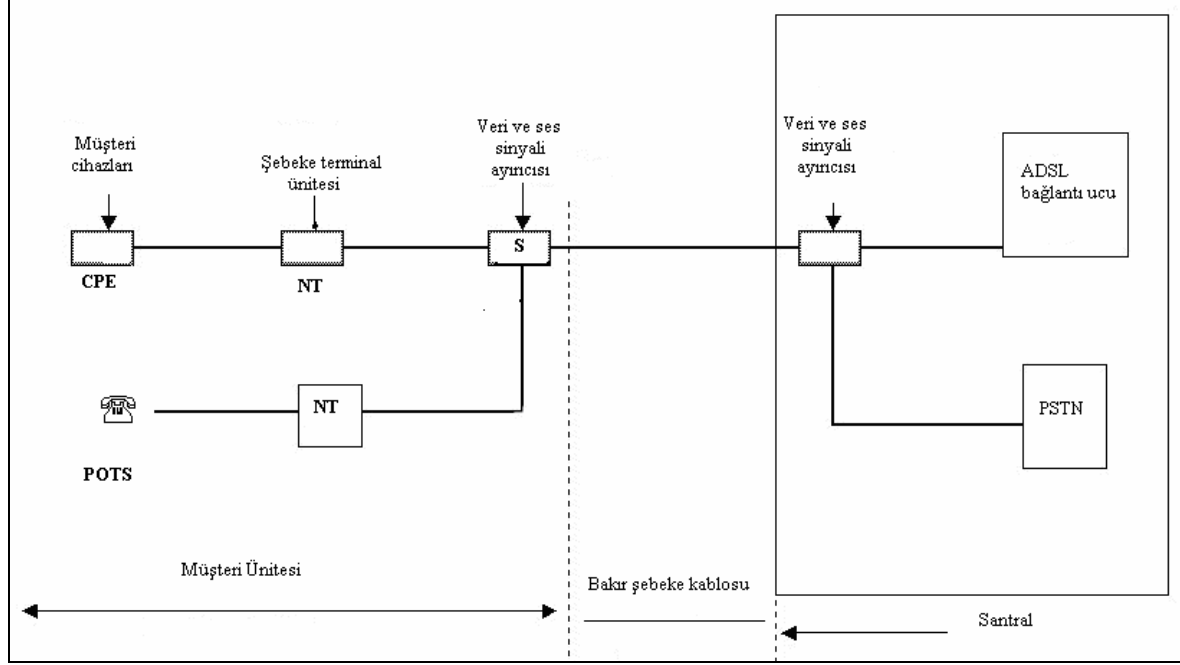 Müşteri
cihazları
Şebeke terminal
ünitesi
Veri ve ses
sinyali
ayırıcısı
Veri ve ses
sinyali
ayırıcısı
ADSL
bağlantı ucu
S
CPE
NT
NT
PSTN
POTS
Müşteri Ünitesi
Bakır şebeke kablosu
Santral